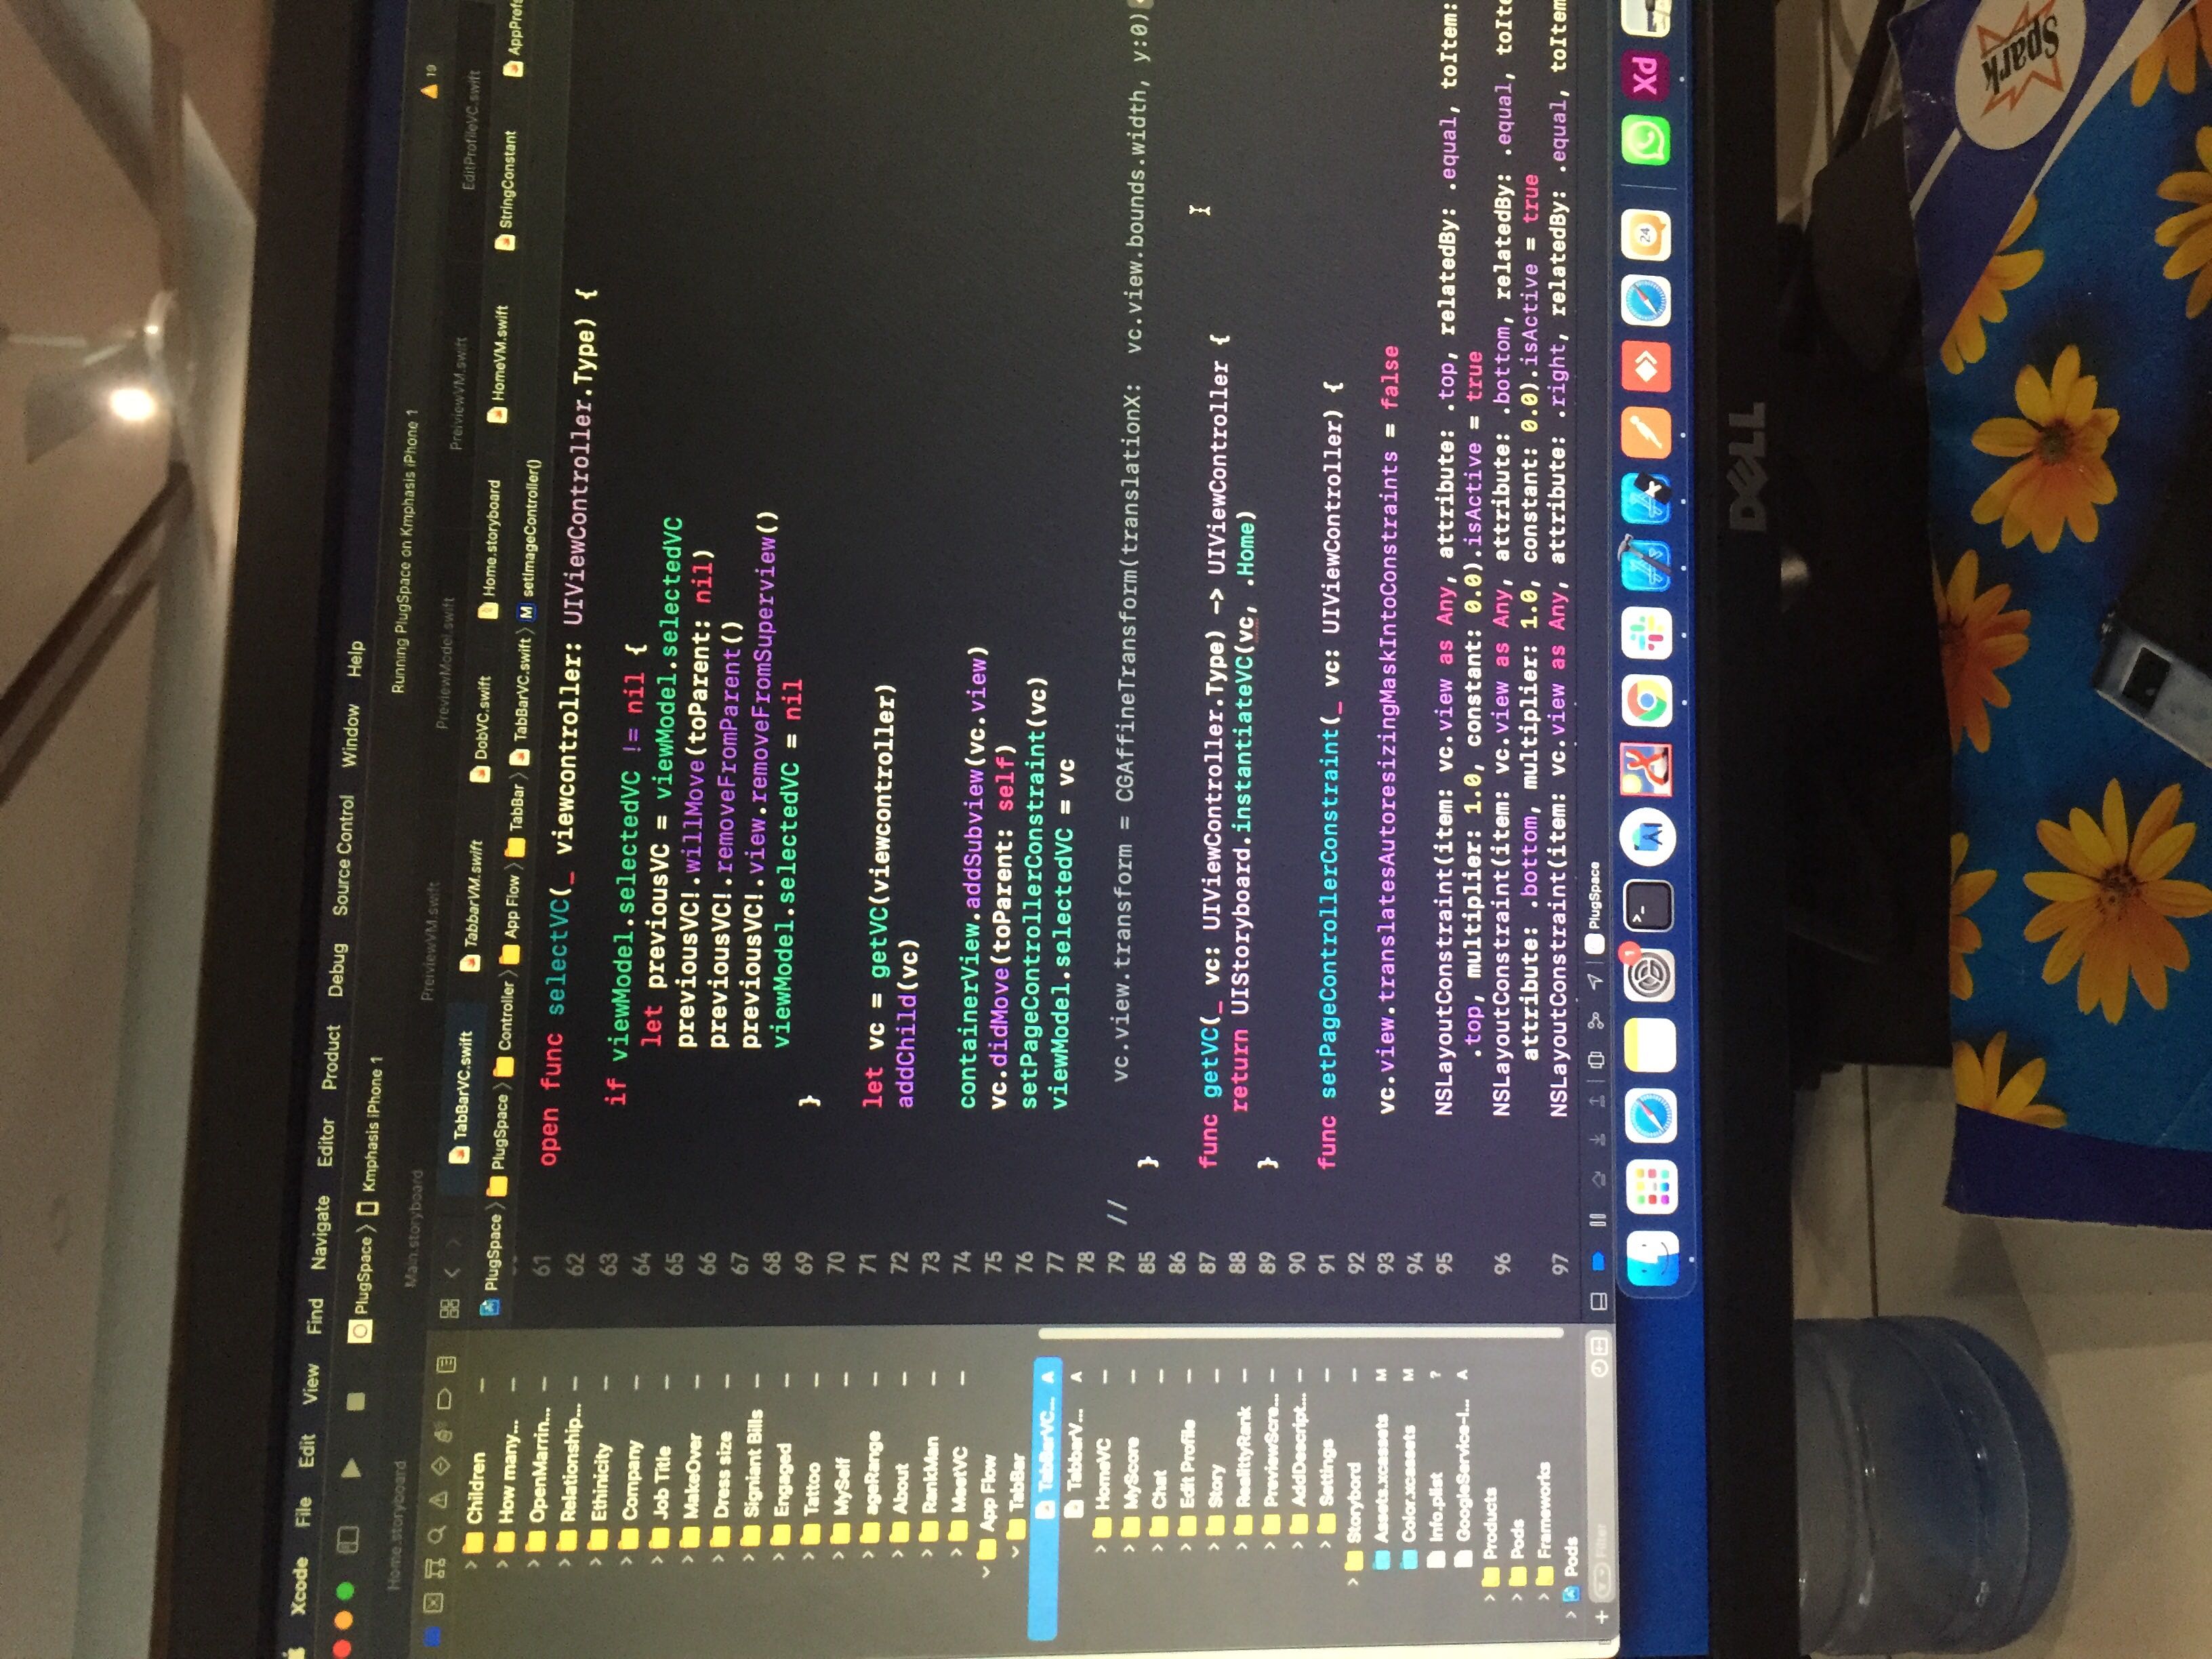 Xcode File Edit View Find Navigate Editor Product Debug Source Control Window Help
PlugSpace 〉 Kmphasis iPhone 1
Running PlugSpace on Kmphasis iPhone 1
19
Home.storyboard
Main.storyboard
PreiviewVM.swift
PreviewModel.swift
PreiviewVM.swift
EditProfileVC.swift
TabBarVC.swift
TabbarVM.swift
DobVC.swift
Home.storyboard
HomeVM.swift
StringConstant
AppPrefs
PlugSpace 〉 PlugSpace 〉 Controller 〉 App Flow 〉 TabBar 〉 TabBarVC.swift 〉 M setImageController()
Children
How many...
OpenMarrin...
Relationship...
Ethinicity
Company
Job Title
MakeOver
Dress size
Signiant Bills
Engaged
Tattoo
MySelf
ageRange
About
RankMan
MeetVC
App Flow
TabBar
TabBarVC... A
TabbarV... A
HomeVC
MyScore
Chat
Edit Profile
Story
RealittyRank
PreviewScre...
AddDescript...
Settings
Storybord
Assets.xcassets M
Color.xcassets M
Info.plist ?
GoogleService-I... A
Products
Pods
Frameworks
Pods
Filter
61 open func selectVC(_ viewcontroller: UIViewController.Type) {
62
63 if viewModel.selectedVC != nil {
64 let previousVC = viewModel.selectedVC
65 previousVC!.willMove(toParent: nil)
66 previousVC!.removeFromParent()
67 previousVC!.view.removeFromSuperview()
68 viewModel.selectedVC = nil
69 }
70
71 let vc = getVC(viewcontroller)
72 addChild(vc)
73
74 containerView.addSubview(vc.view)
75 vc.didMove(toParent: self)
76 setPageControllerConstraint(vc)
77 viewModel.selectedVC = vc
78
79 // vc.view.transform = CGAffineTransform(translationX: vc.view.bounds.width, y:0)
85 }
86
87 func getVC(_ vc: UIViewController.Type) -> UIViewController {
88 return UIStoryboard.instantiateVC(vc, .Home)
89 }
90
91 func setPageControllerConstraint(_ vc: UIViewController) {
92
93 vc.view.translatesAutoresizingMaskIntoConstraints = false
94
95 NSLayoutConstraint(item: vc.view as Any, attribute: .top, relatedBy: .equal, toItem:
.top, multiplier: 1.0, constant: 0.0).isActive = true
96 NSLayoutConstraint(item: vc.view as Any, attribute: .bottom, relatedBy: .equal, toIte
attribute: .bottom, multiplier: 1.0, constant: 0.0).isActive = true
97 NSLayoutConstraint(item: vc.view as Any, attribute: .right, relatedBy: .equal, toItem
PlugSpace
1
24
Xd
DELL
Spark